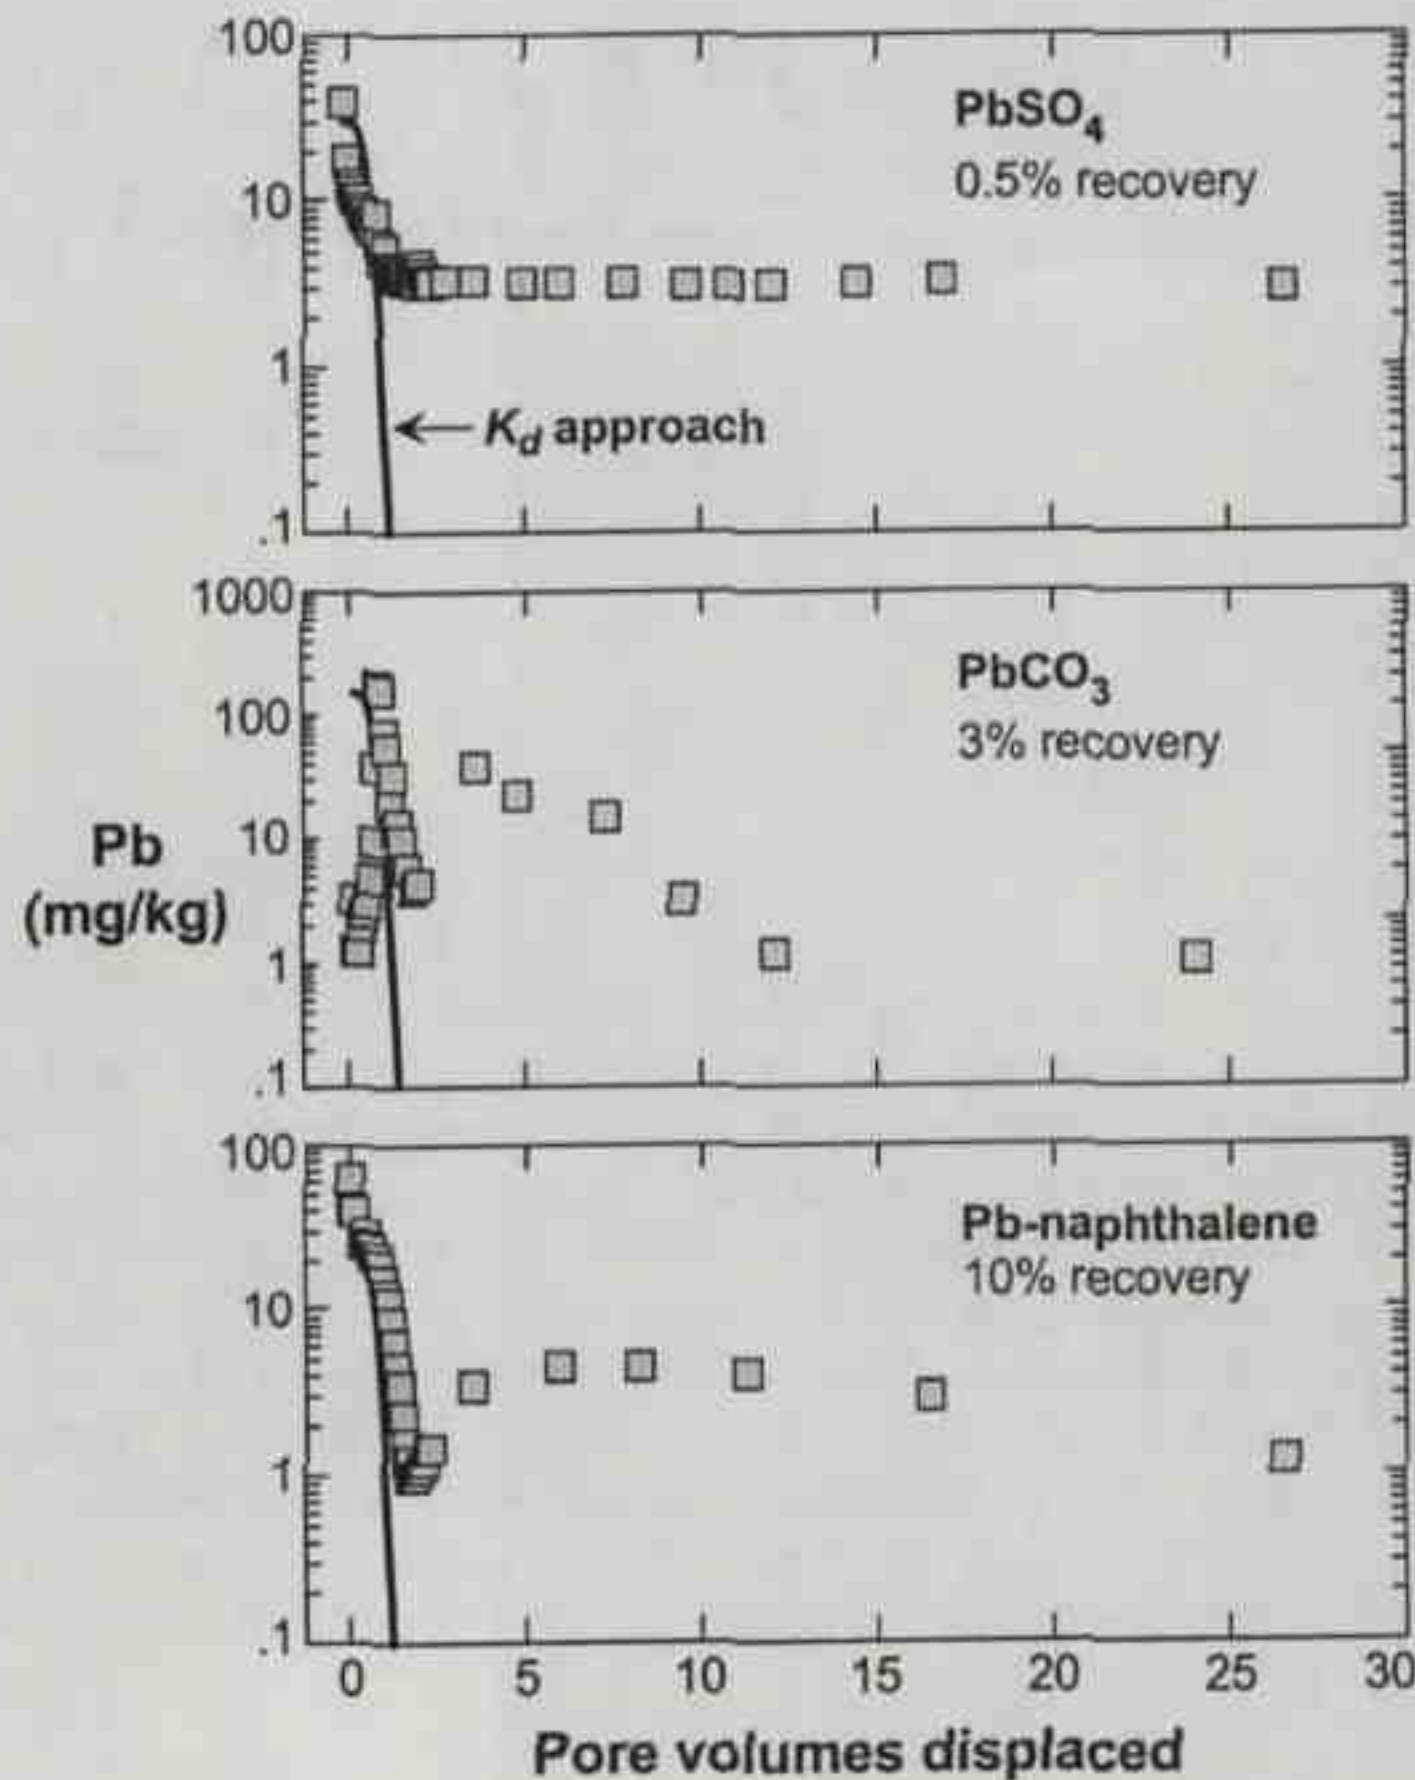 100
10
1
.1
PbSO₄
0.5% recovery
← K_d approach
1000
100
10
1
.1
PbCO₃
3% recovery
Pb
(mg/kg)
100
10
1
.1
Pb-naphthalene
10% recovery
0 5 10 15 20 25 30
Pore volumes displaced